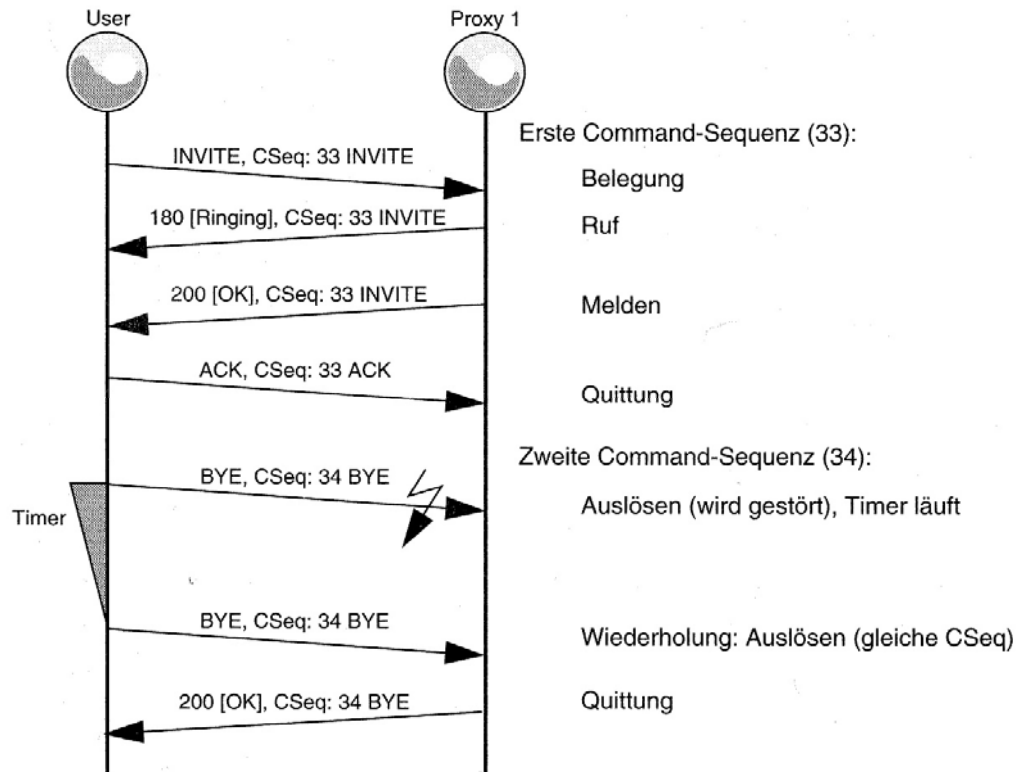 User
Proxy 1
Erste Command-Sequenz (33):
INVITE, CSeq: 33 INVITE
Belegung
180 [Ringing], CSeq: 33 INVITE
Ruf
200 [OK], CSeq: 33 INVITE
Melden
ACK, CSeq: 33 ACK
Quittung
Zweite Command-Sequenz (34):
BYE, CSeq: 34 BYE
Auslösen (wird gestört), Timer läuft
Timer
BYE, CSeq: 34 BYE
Wiederholung: Auslösen (gleiche CSeq)
200 [OK], CSeq: 34 BYE
Quittung